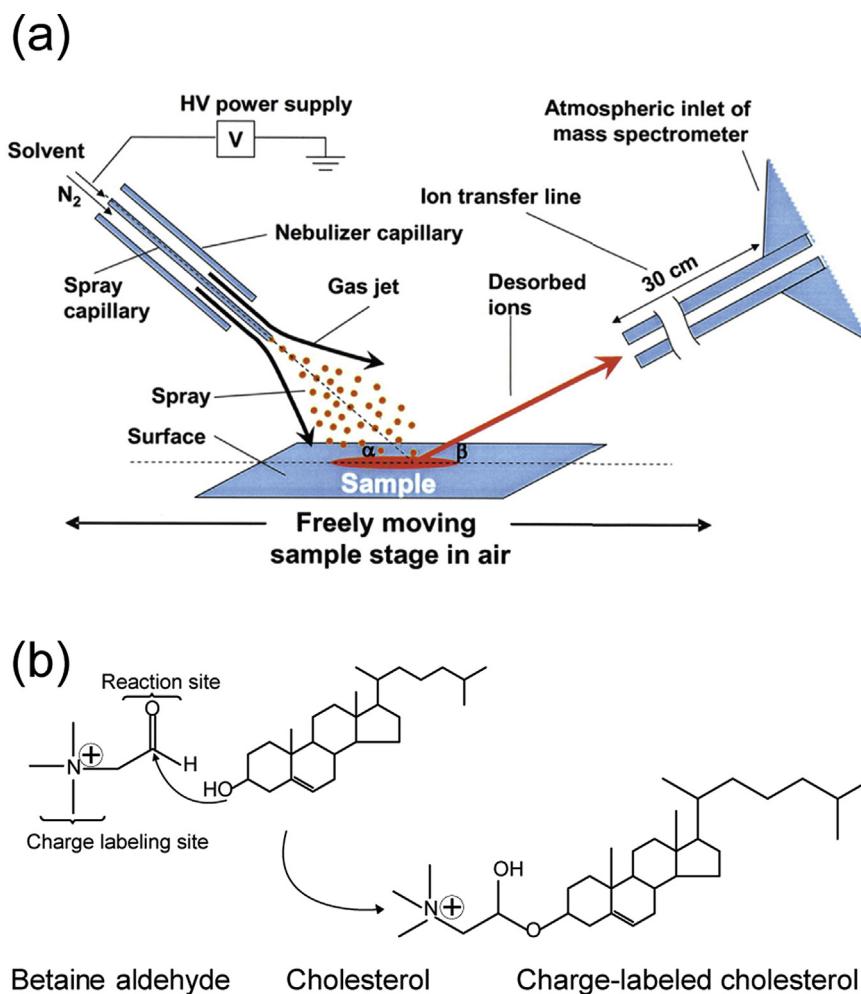 (a)
HV power supply
V
Solvent
N2
Atmospheric inlet of
mass spectrometer
Ion transfer line
Nebulizer capillary
30 cm
Spray
capillary
Gas jet
Desorbed
ions
Spray
Surface
α
β
Sample
Freely moving
sample stage in air
(b)
Reaction site
O
H
N
+
HO
Charge labeling site
OH
N
+
O
Betaine aldehyde
Cholesterol
Charge-labeled cholesterol